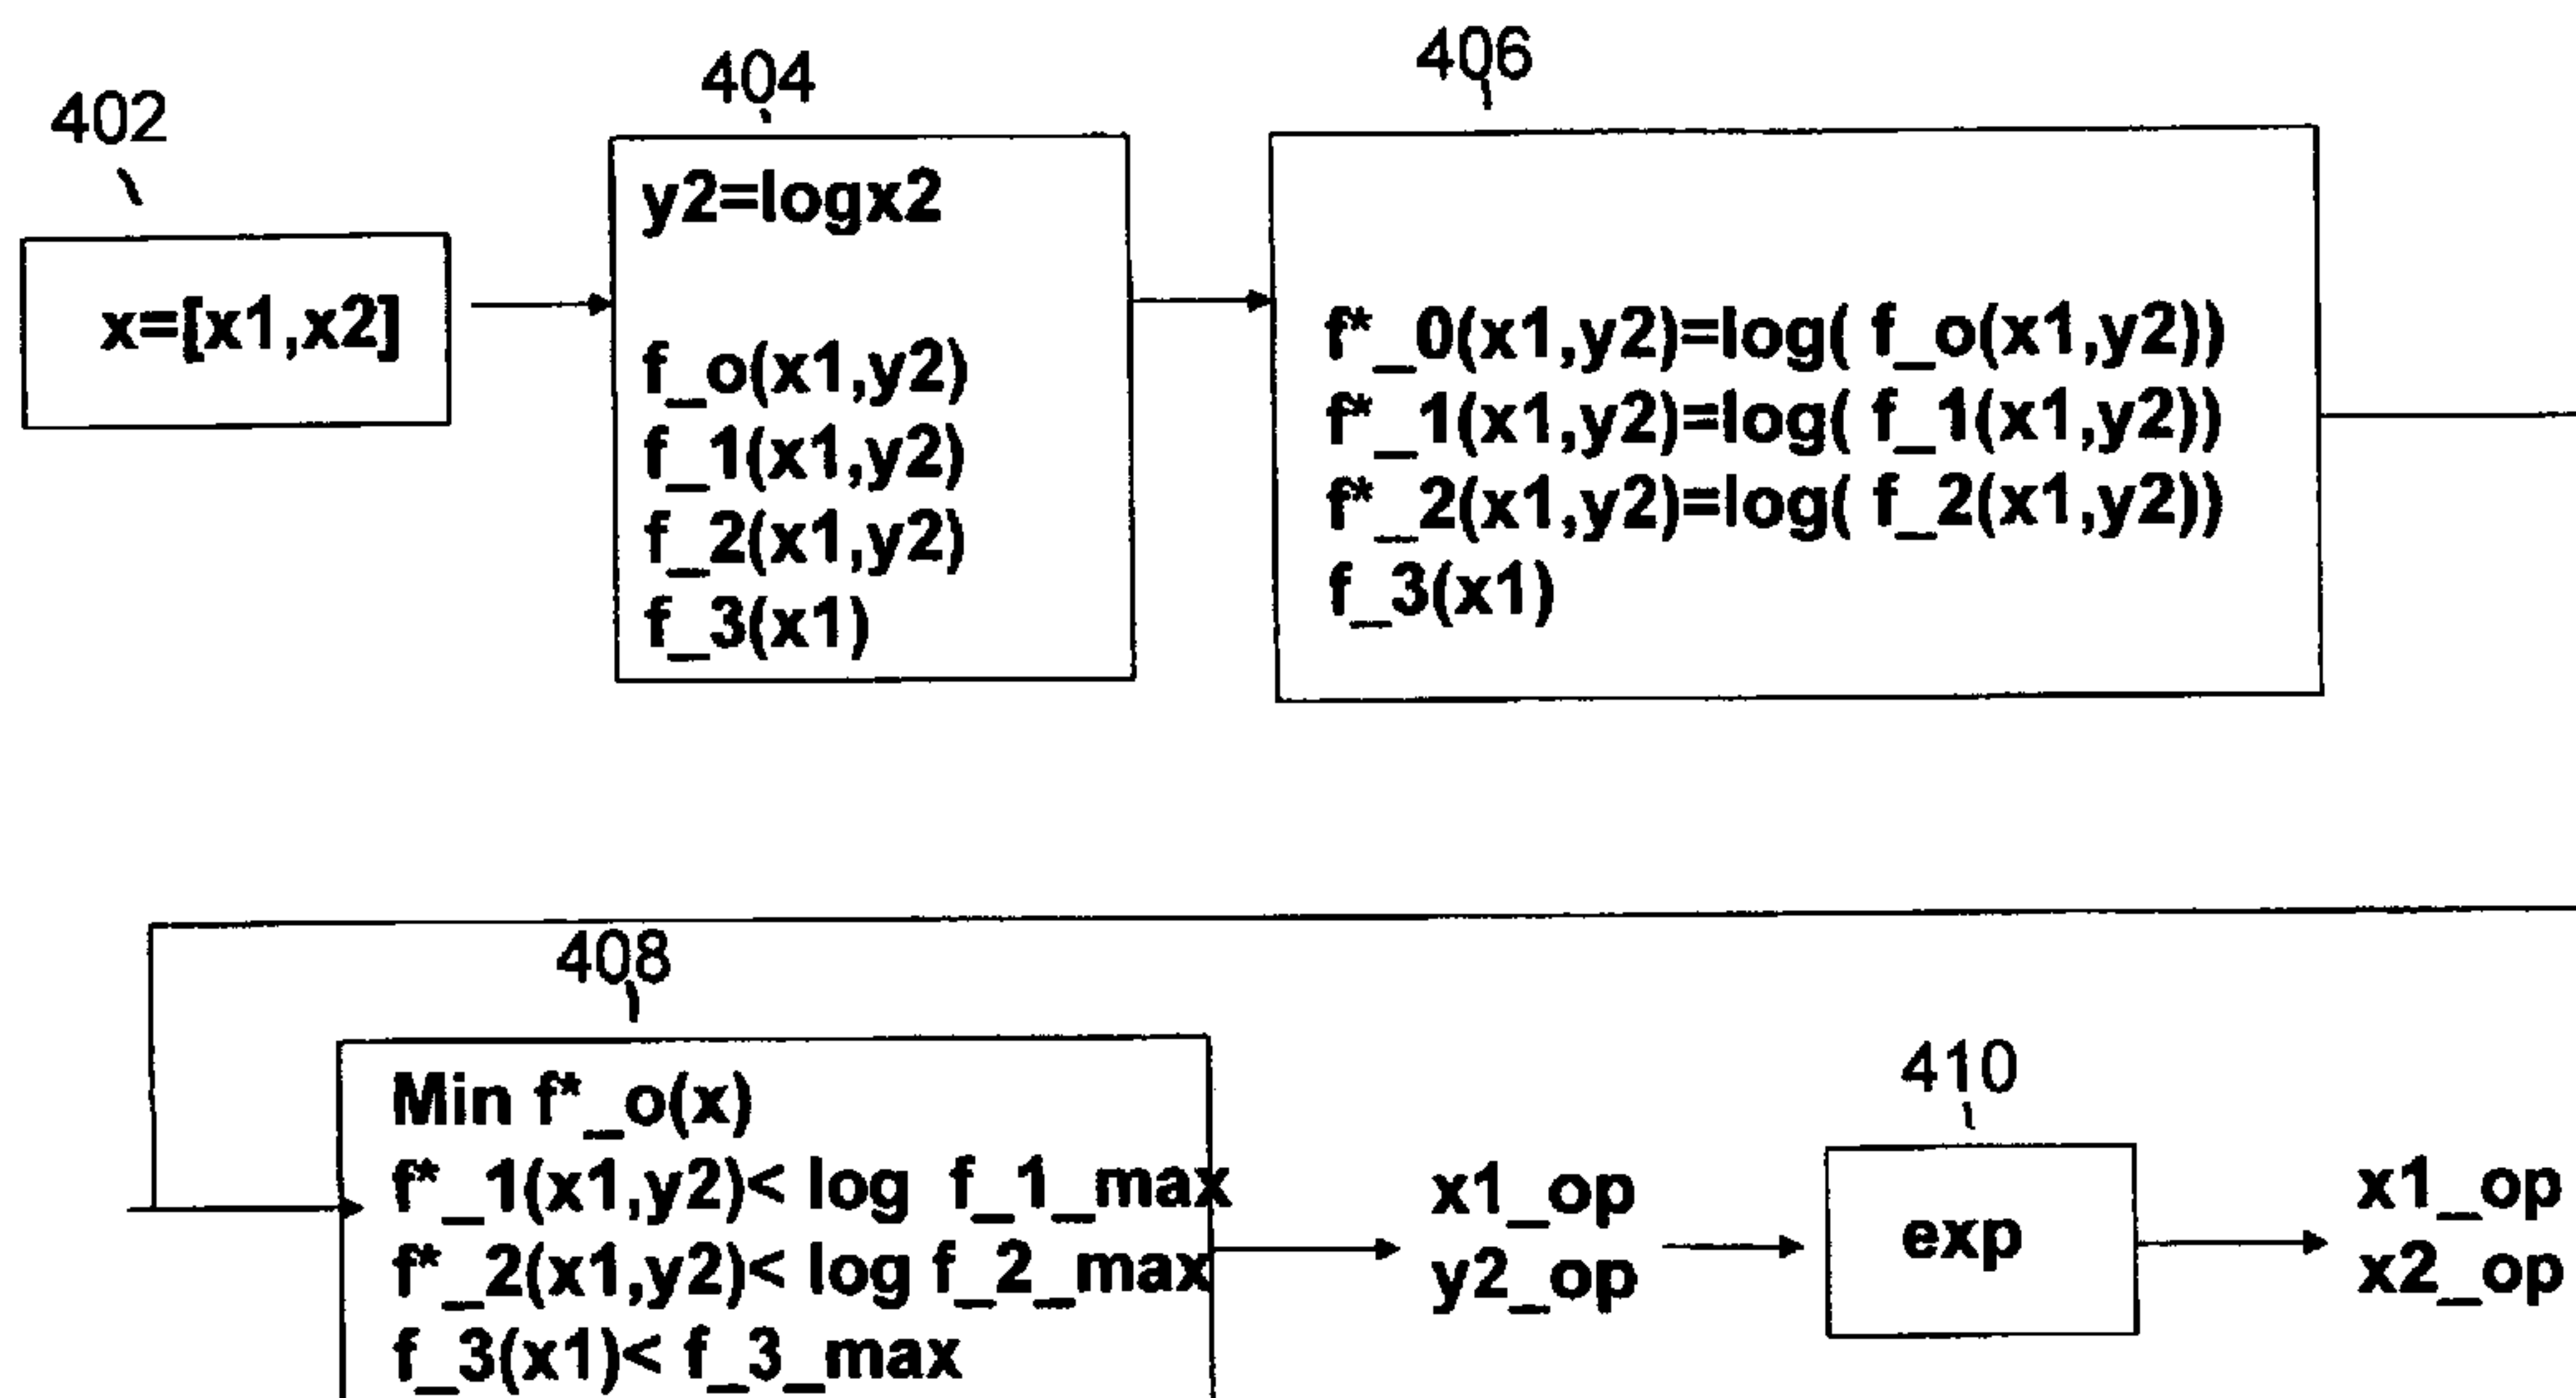 402
x=[x1,x2]
404
y2=logx2
f_o(x1,y2)
f_1(x1,y2)
f_2(x1,y2)
f_3(x1)
406
f*_0(x1,y2)=log( f_o(x1,y2))
f*_1(x1,y2)=log( f_1(x1,y2))
f*_2(x1,y2)=log( f_2(x1,y2))
f_3(x1)
408
Min f*_o(x)
f*_1(x1,y2)< log f_1_max
f*_2(x1,y2)< log f_2_max
f_3(x1)< f_3_max
x1_op
y2_op
410
exp
x1_op
x2_op